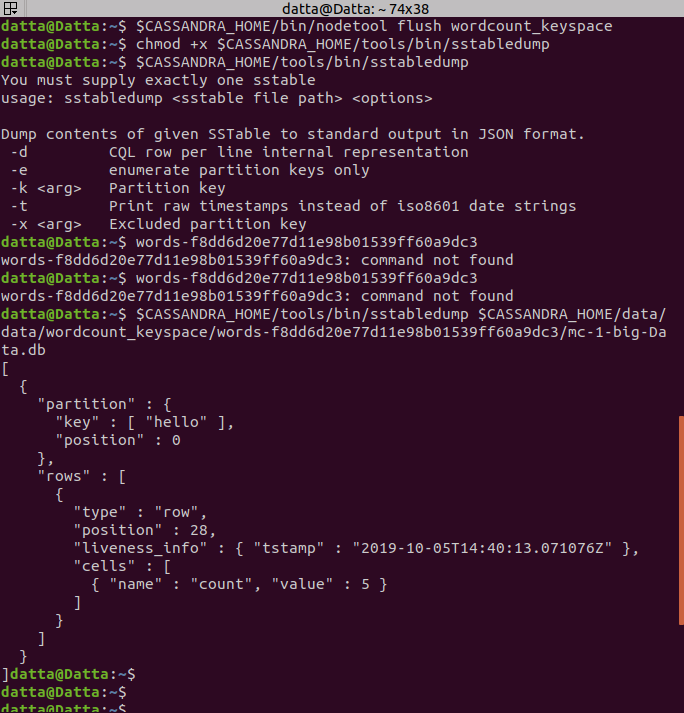 datta@Datta: ~ 74x38
datta@Datta:~$ $CASSANDRA_HOME/bin/nodetool flush wordcount_keyspace
datta@Datta:~$ chmod +x $CASSANDRA_HOME/tools/bin/sstabledump
datta@Datta:~$ $CASSANDRA_HOME/tools/bin/sstabledump
You must supply exactly one sstable
usage: sstabledump <sstable file path> <options>

Dump contents of given SSTable to standard output in JSON format.
 -d         CQL row per line internal representation
 -e         enumerate partition keys only
 -k <arg>   Partition key
 -t         Print raw timestamps instead of iso8601 date strings
 -x <arg>   Excluded partition key
datta@Datta:~$ words-f8dd6d20e77d11e98b01539ff60a9dc3
words-f8dd6d20e77d11e98b01539ff60a9dc3: command not found
datta@Datta:~$ words-f8dd6d20e77d11e98b01539ff60a9dc3
words-f8dd6d20e77d11e98b01539ff60a9dc3: command not found
datta@Datta:~$ $CASSANDRA_HOME/tools/bin/sstabledump $CASSANDRA_HOME/data/
data/wordcount_keyspace/words-f8dd6d20e77d11e98b01539ff60a9dc3/mc-1-big-Da
ta.db
[
  {
    "partition" : {
      "key" : [ "hello" ],
      "position" : 0
    },
    "rows" : [
      {
        "type" : "row",
        "position" : 28,
        "liveness_info" : { "tstamp" : "2019-10-05T14:40:13.071076Z" },
        "cells" : [
          { "name" : "count", "value" : 5 }
        ]
      }
    ]
  }
]datta@Datta:~$
datta@Datta:~$
datta@Datta:~$